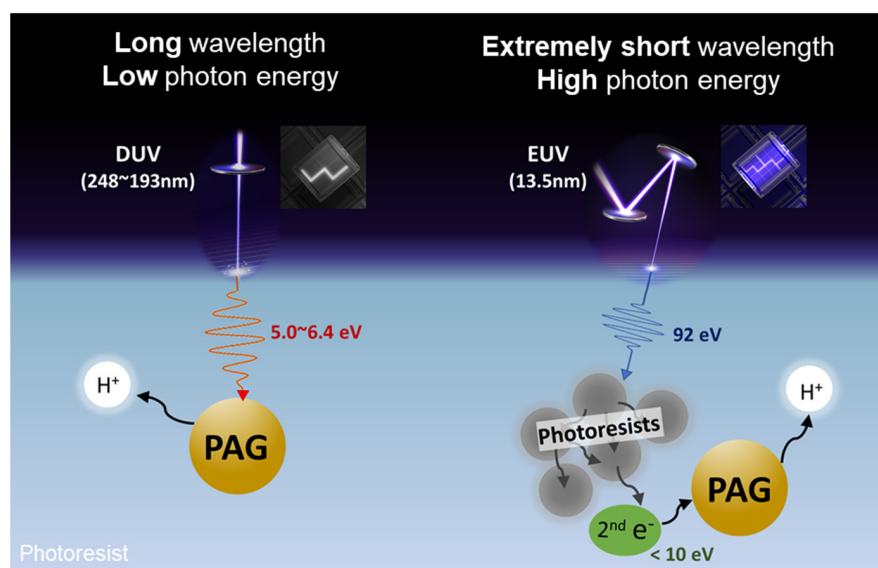 Long wavelength
Low photon energy
DUV
(248~193nm)
5.0~6.4 eV
H⁺
PAG
Extremely short wavelength
High photon energy
EUV
(13.5nm)
92 eV
Photoresists
2ⁿᵈ e⁻
< 10 eV
PAG
H⁺
Photoresist